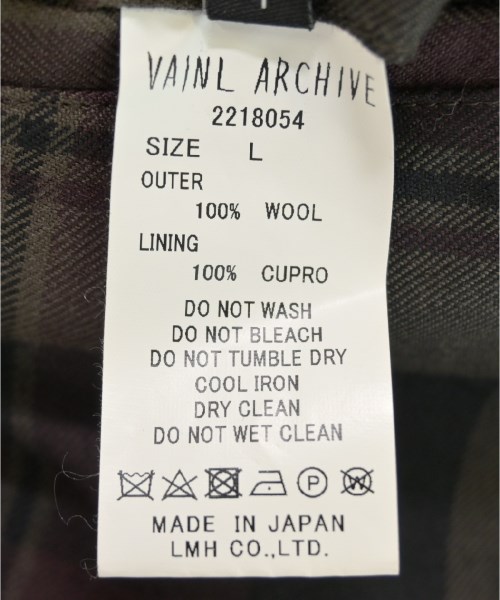 VAINL ARCHIVE
2218054
SIZE L
OUTER
100% WOOL
LINING
100% CUPRO
DO NOT WASH
DO NOT BLEACH
DO NOT TUMBLE DRY
COOL IRON
DRY CLEAN
DO NOT WET CLEAN
P W
MADE IN JAPAN
LMH CO.,LTD.